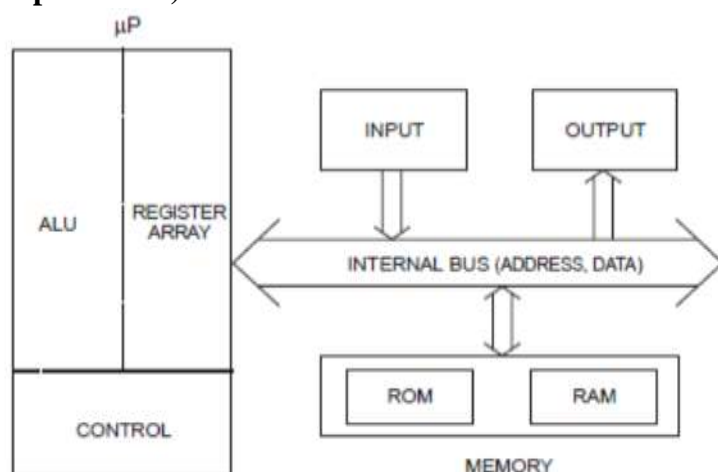 μP
INPUT
OUTPUT
ALU
REGISTER
ARRAY
INTERNAL BUS (ADDRESS, DATA)
ROM
RAM
CONTROL
MEMORY